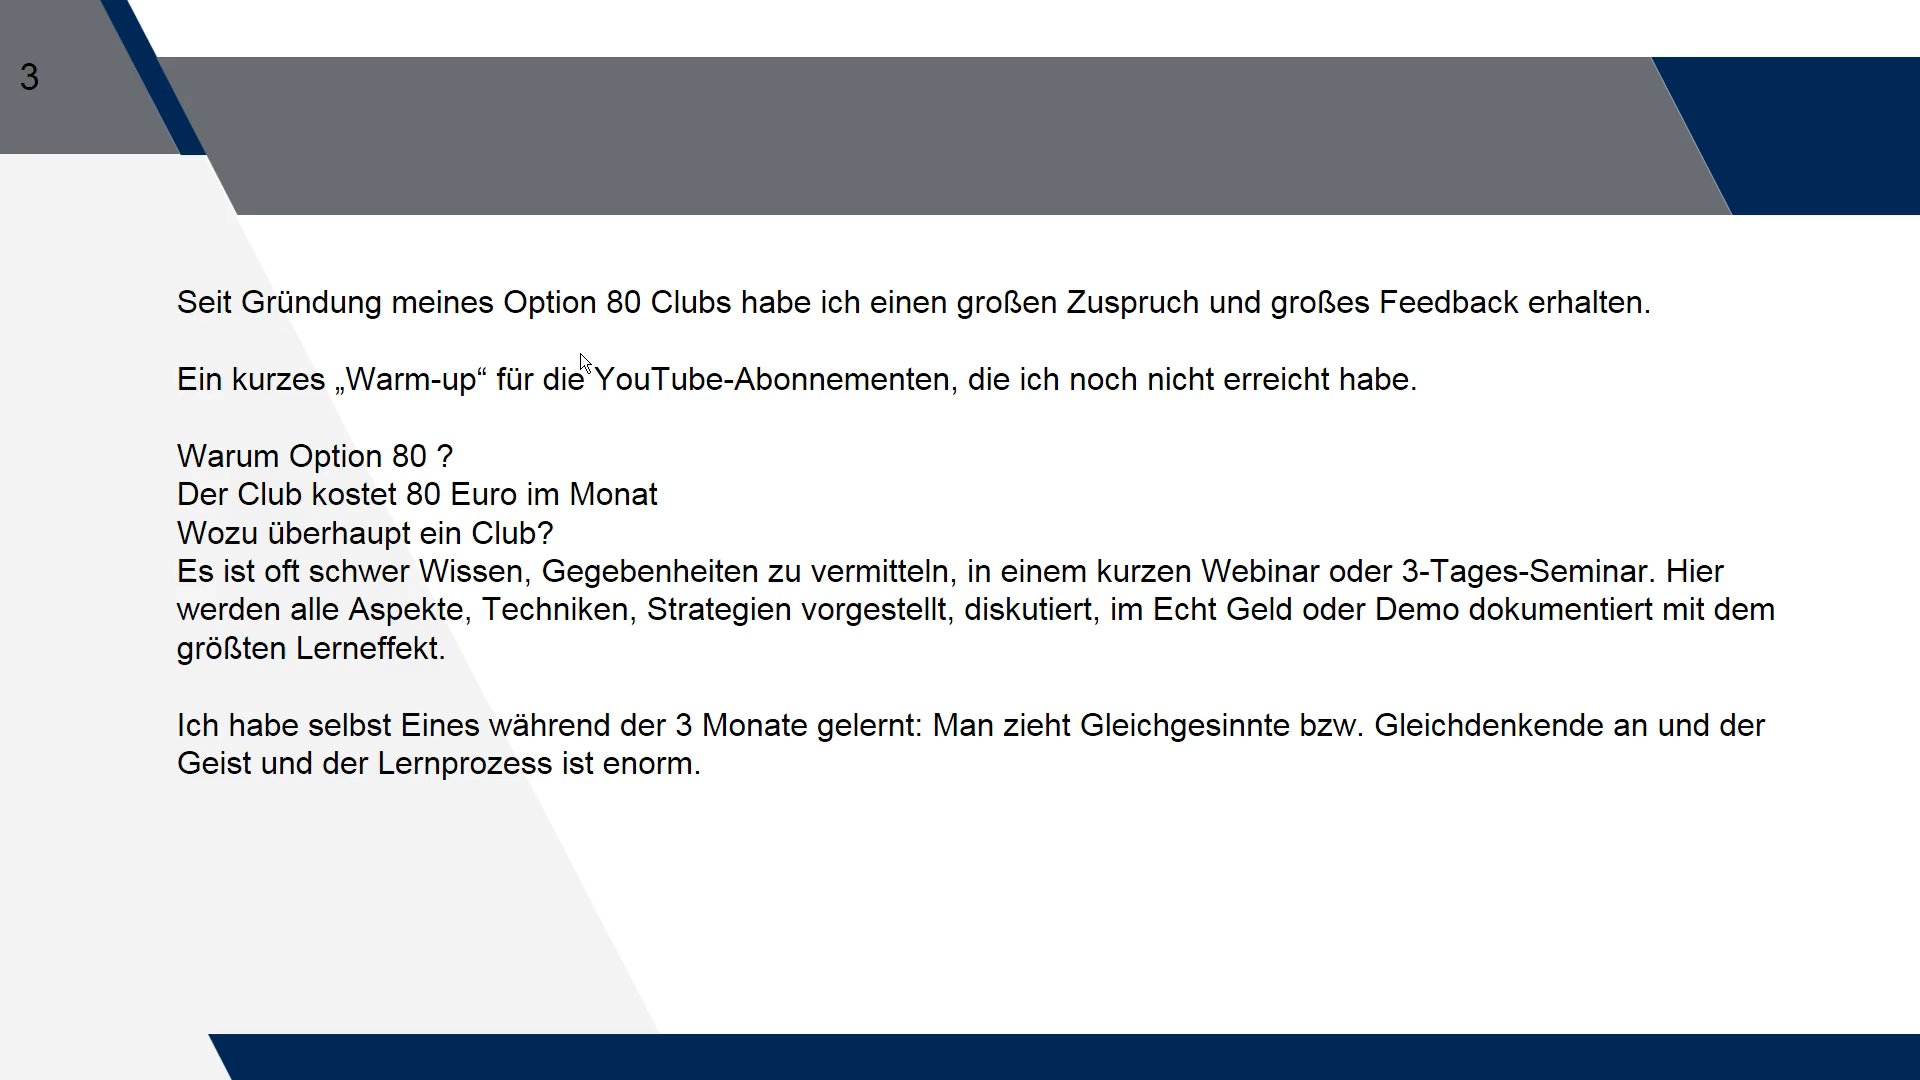 3
Seit Gründung meines Option 80 Clubs habe ich einen großen Zuspruch und großes Feedback erhalten.
Ein kurzes „Warm-up“ für die YouTube-Abonnementen, die ich noch nicht erreicht habe.
Warum Option 80 ?
Der Club kostet 80 Euro im Monat
Wozu überhaupt ein Club?
Es ist oft schwer Wissen, Gegebenheiten zu vermitteln, in einem kurzen Webinar oder 3-Tages-Seminar. Hier
werden alle Aspekte, Techniken, Strategien vorgestellt, diskutiert, im Echt Geld oder Demo dokumentiert mit dem
größten Lerneffekt.
Ich habe selbst Eines während der 3 Monate gelernt: Man zieht Gleichgesinnte bzw. Gleichdenkende an und der
Geist und der Lernprozess ist enorm.